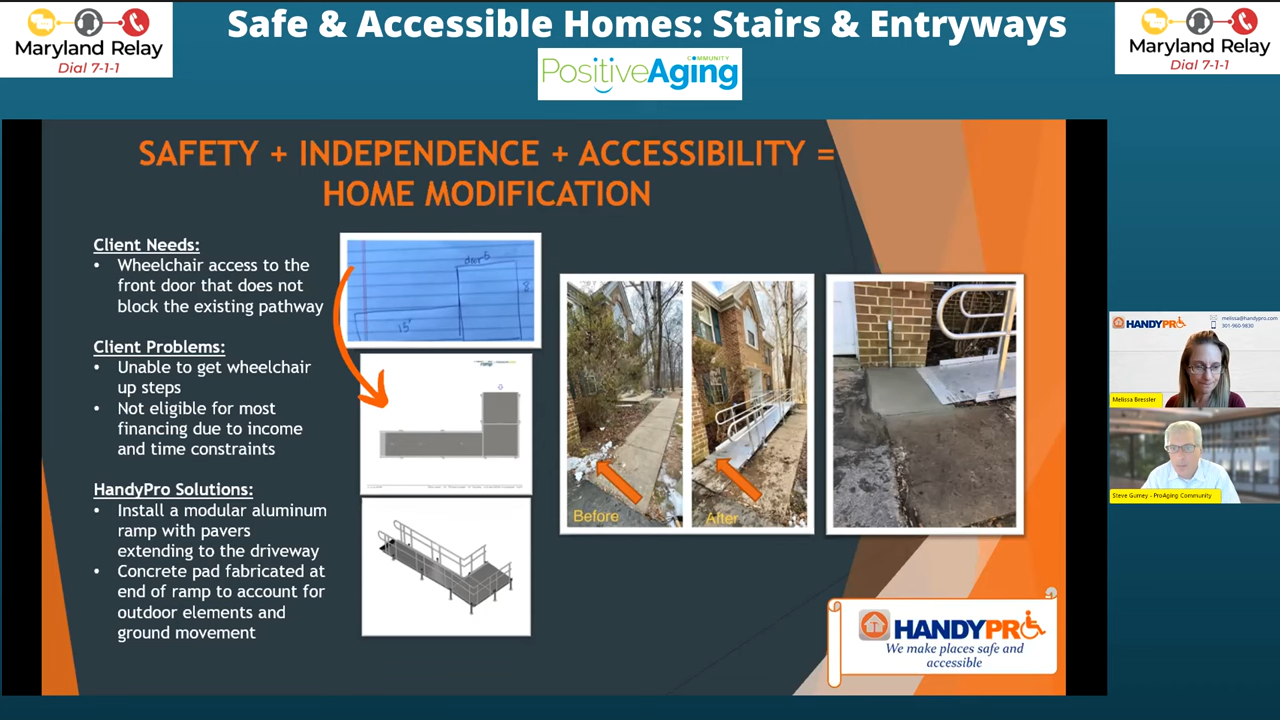 Maryland Relay
Dial 7-1-1
Safe & Accessible Homes: Stairs & Entryways
COMMUNITY
PositiveAging
Maryland Relay
Dial 7-1-1
SAFETY + INDEPENDENCE + ACCESSIBILITY =
HOME MODIFICATION
Client Needs:
• Wheelchair access to the
front door that does not
block the existing pathway
Client Problems:
• Unable to get wheelchair
up steps
• Not eligible for most
financing due to income
and time constraints
HandyPro Solutions:
• Install a modular aluminum
ramp with pavers
extending to the driveway
• Concrete pad fabricated at
end of ramp to account for
outdoor elements and
ground movement
15'
Before
After
HANDYPRO
We make places safe and
accessible
HANDYPRO
melissa@handypro.com
301-960-9830
Melissa Bressler
Steve Gurney - ProAging Community